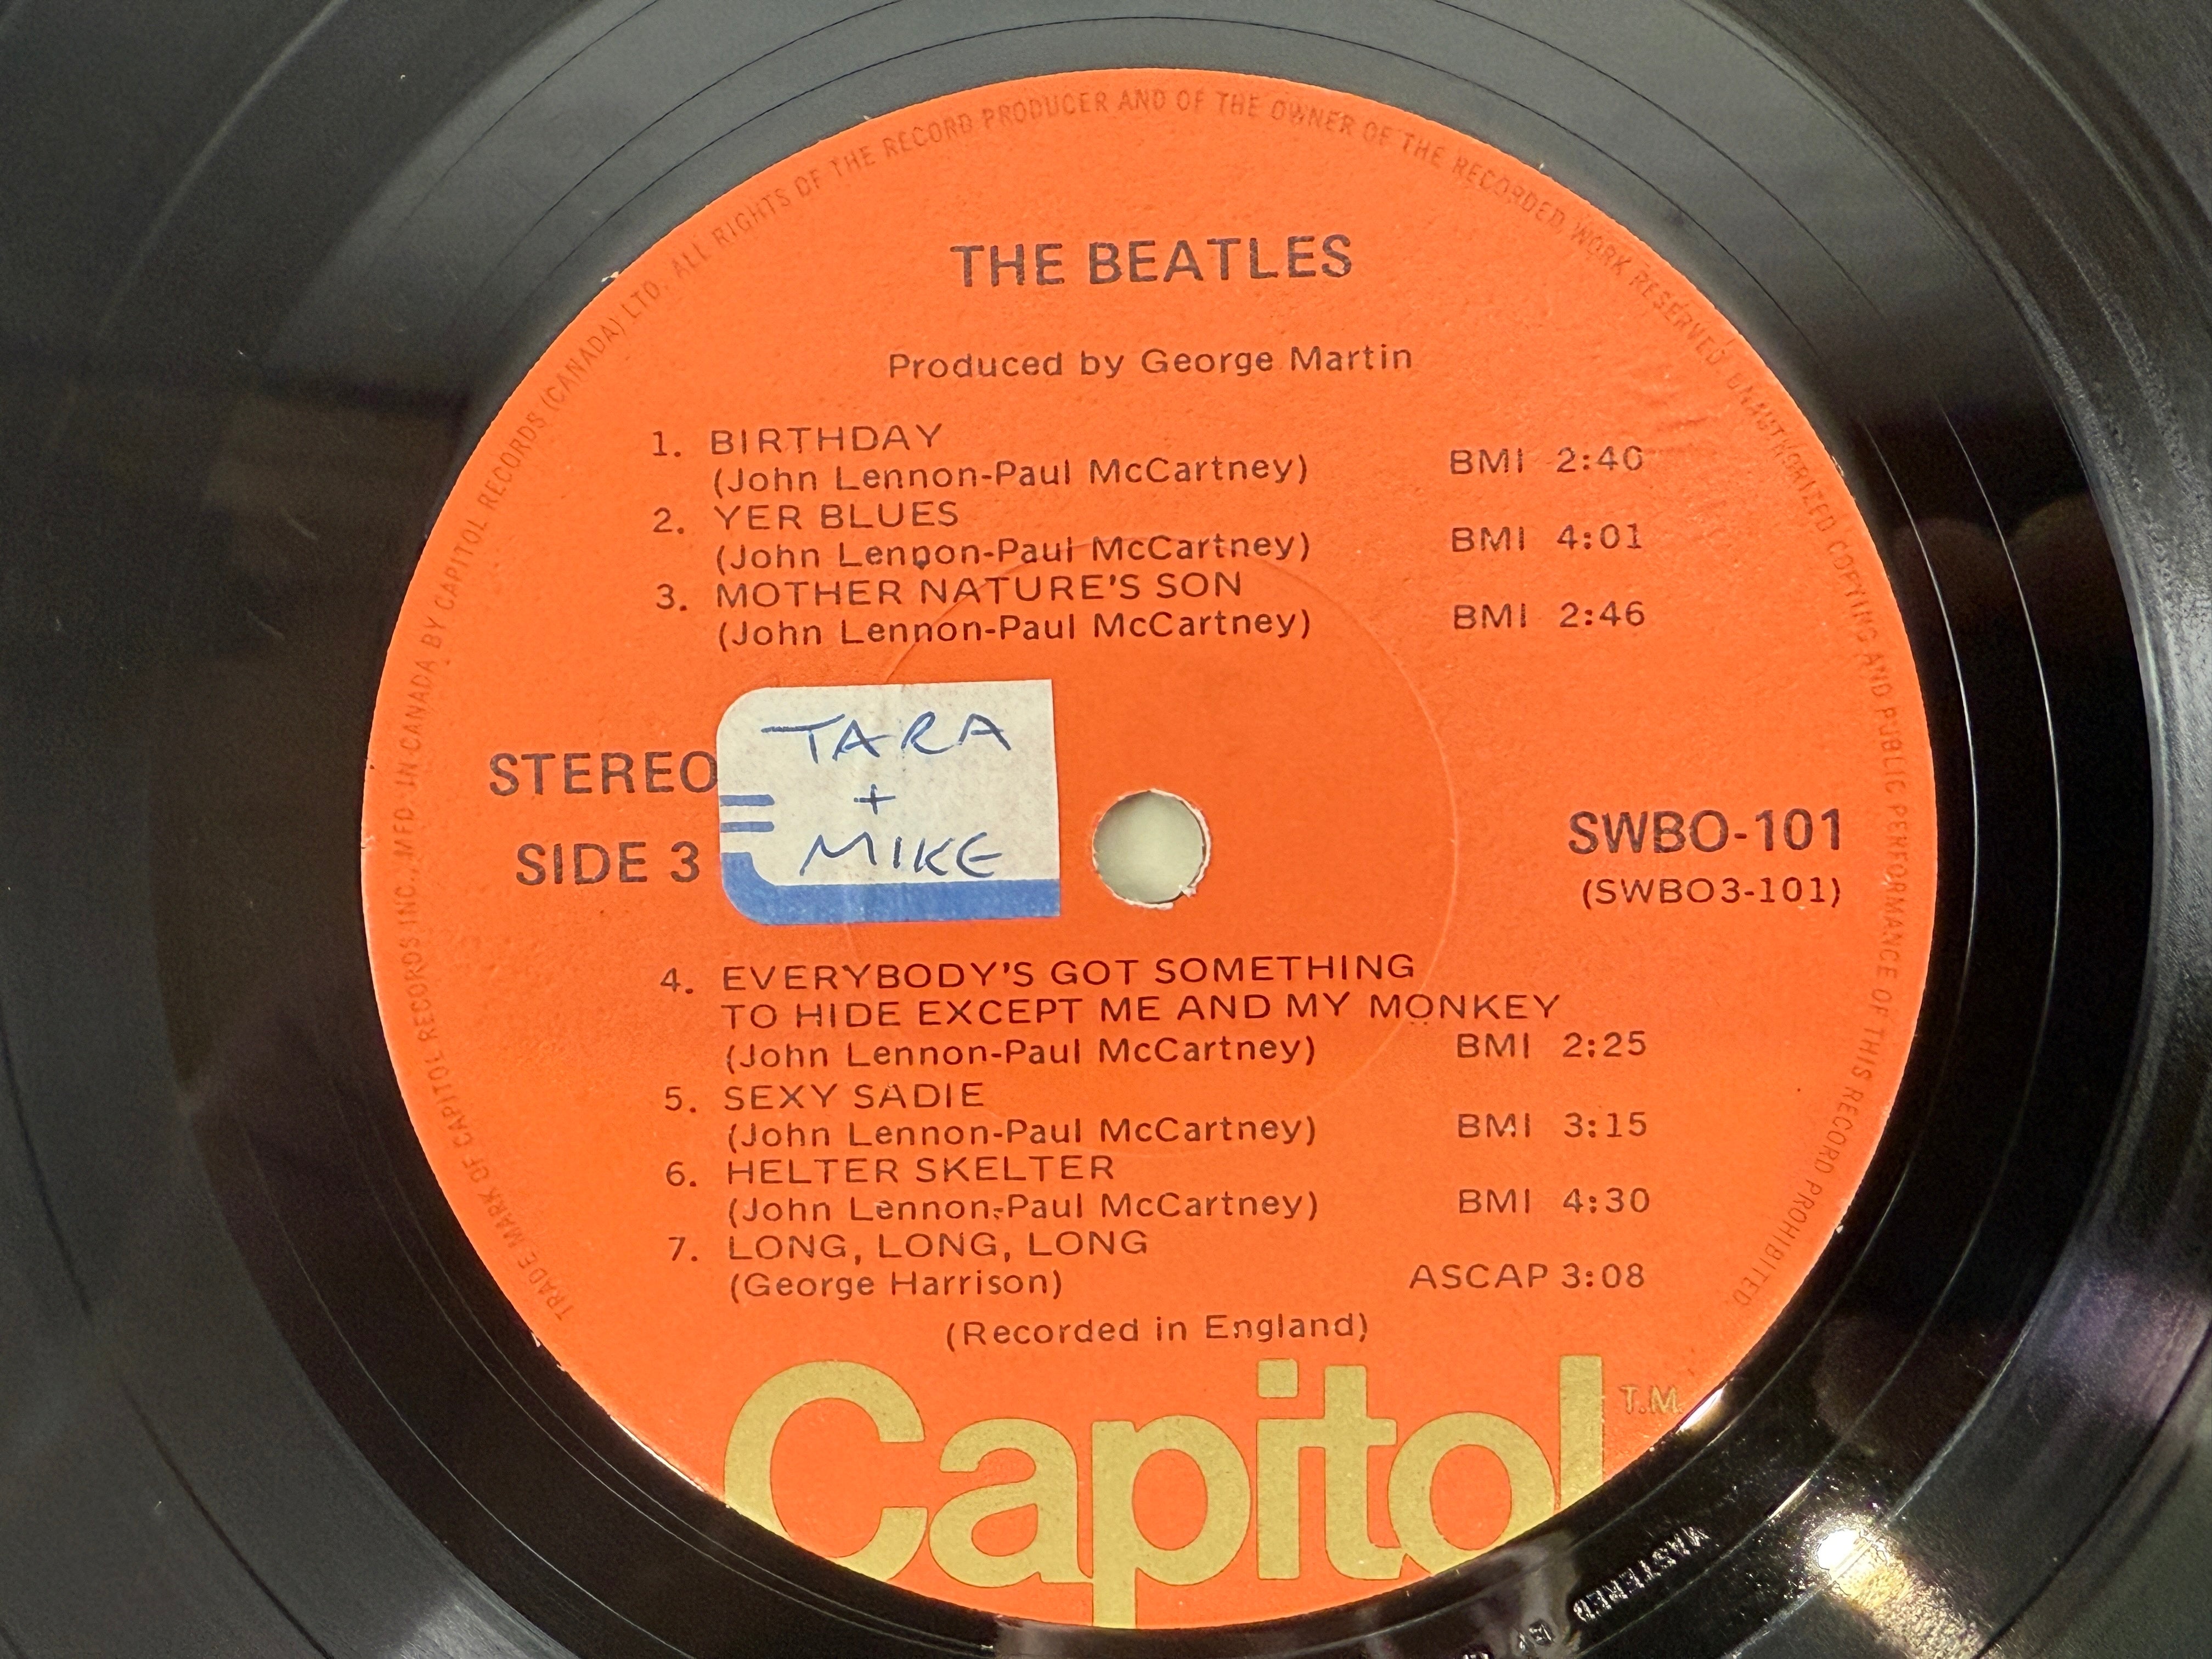 THE BEATLES
Produced by George Martin
1. BIRTHDAY
(John Lennon-Paul McCartney) BMI 2:40
2. YER BLUES
(John Lennon-Paul McCartney) BMI 4:01
3. MOTHER NATURE'S SON
(John Lennon-Paul McCartney) BMI 2:46
STEREO
SIDE 3
TARA
+
MIKE
SWBO-101
(SWBO3-101)
4. EVERYBODY'S GOT SOMETHING
TO HIDE EXCEPT ME AND MY MONKEY
(John Lennon-Paul McCartney) BMI 2:25
5. SEXY SADIE
(John Lennon-Paul McCartney) BMI 3:15
6. HELTER SKELTER
(John Lennon-Paul McCartney) BMI 4:30
7. LONG, LONG, LONG
(George Harrison) ASCAP 3:08
(Recorded in England)
Capitol T.M.
TRADE MARK OF CAPITOL RECORDS INC., MFD. IN CANADA BY CAPITOL RECORDS (CANADA) LTD. ALL RIGHTS OF THE RECORD PRODUCER AND OF THE OWNER OF THE RECORDED WORK RESERVED UNAUTHORIZED COPYING AND PUBLIC PERFORMANCE OF THIS RECORD PROHIBITED.
MASTERED BY